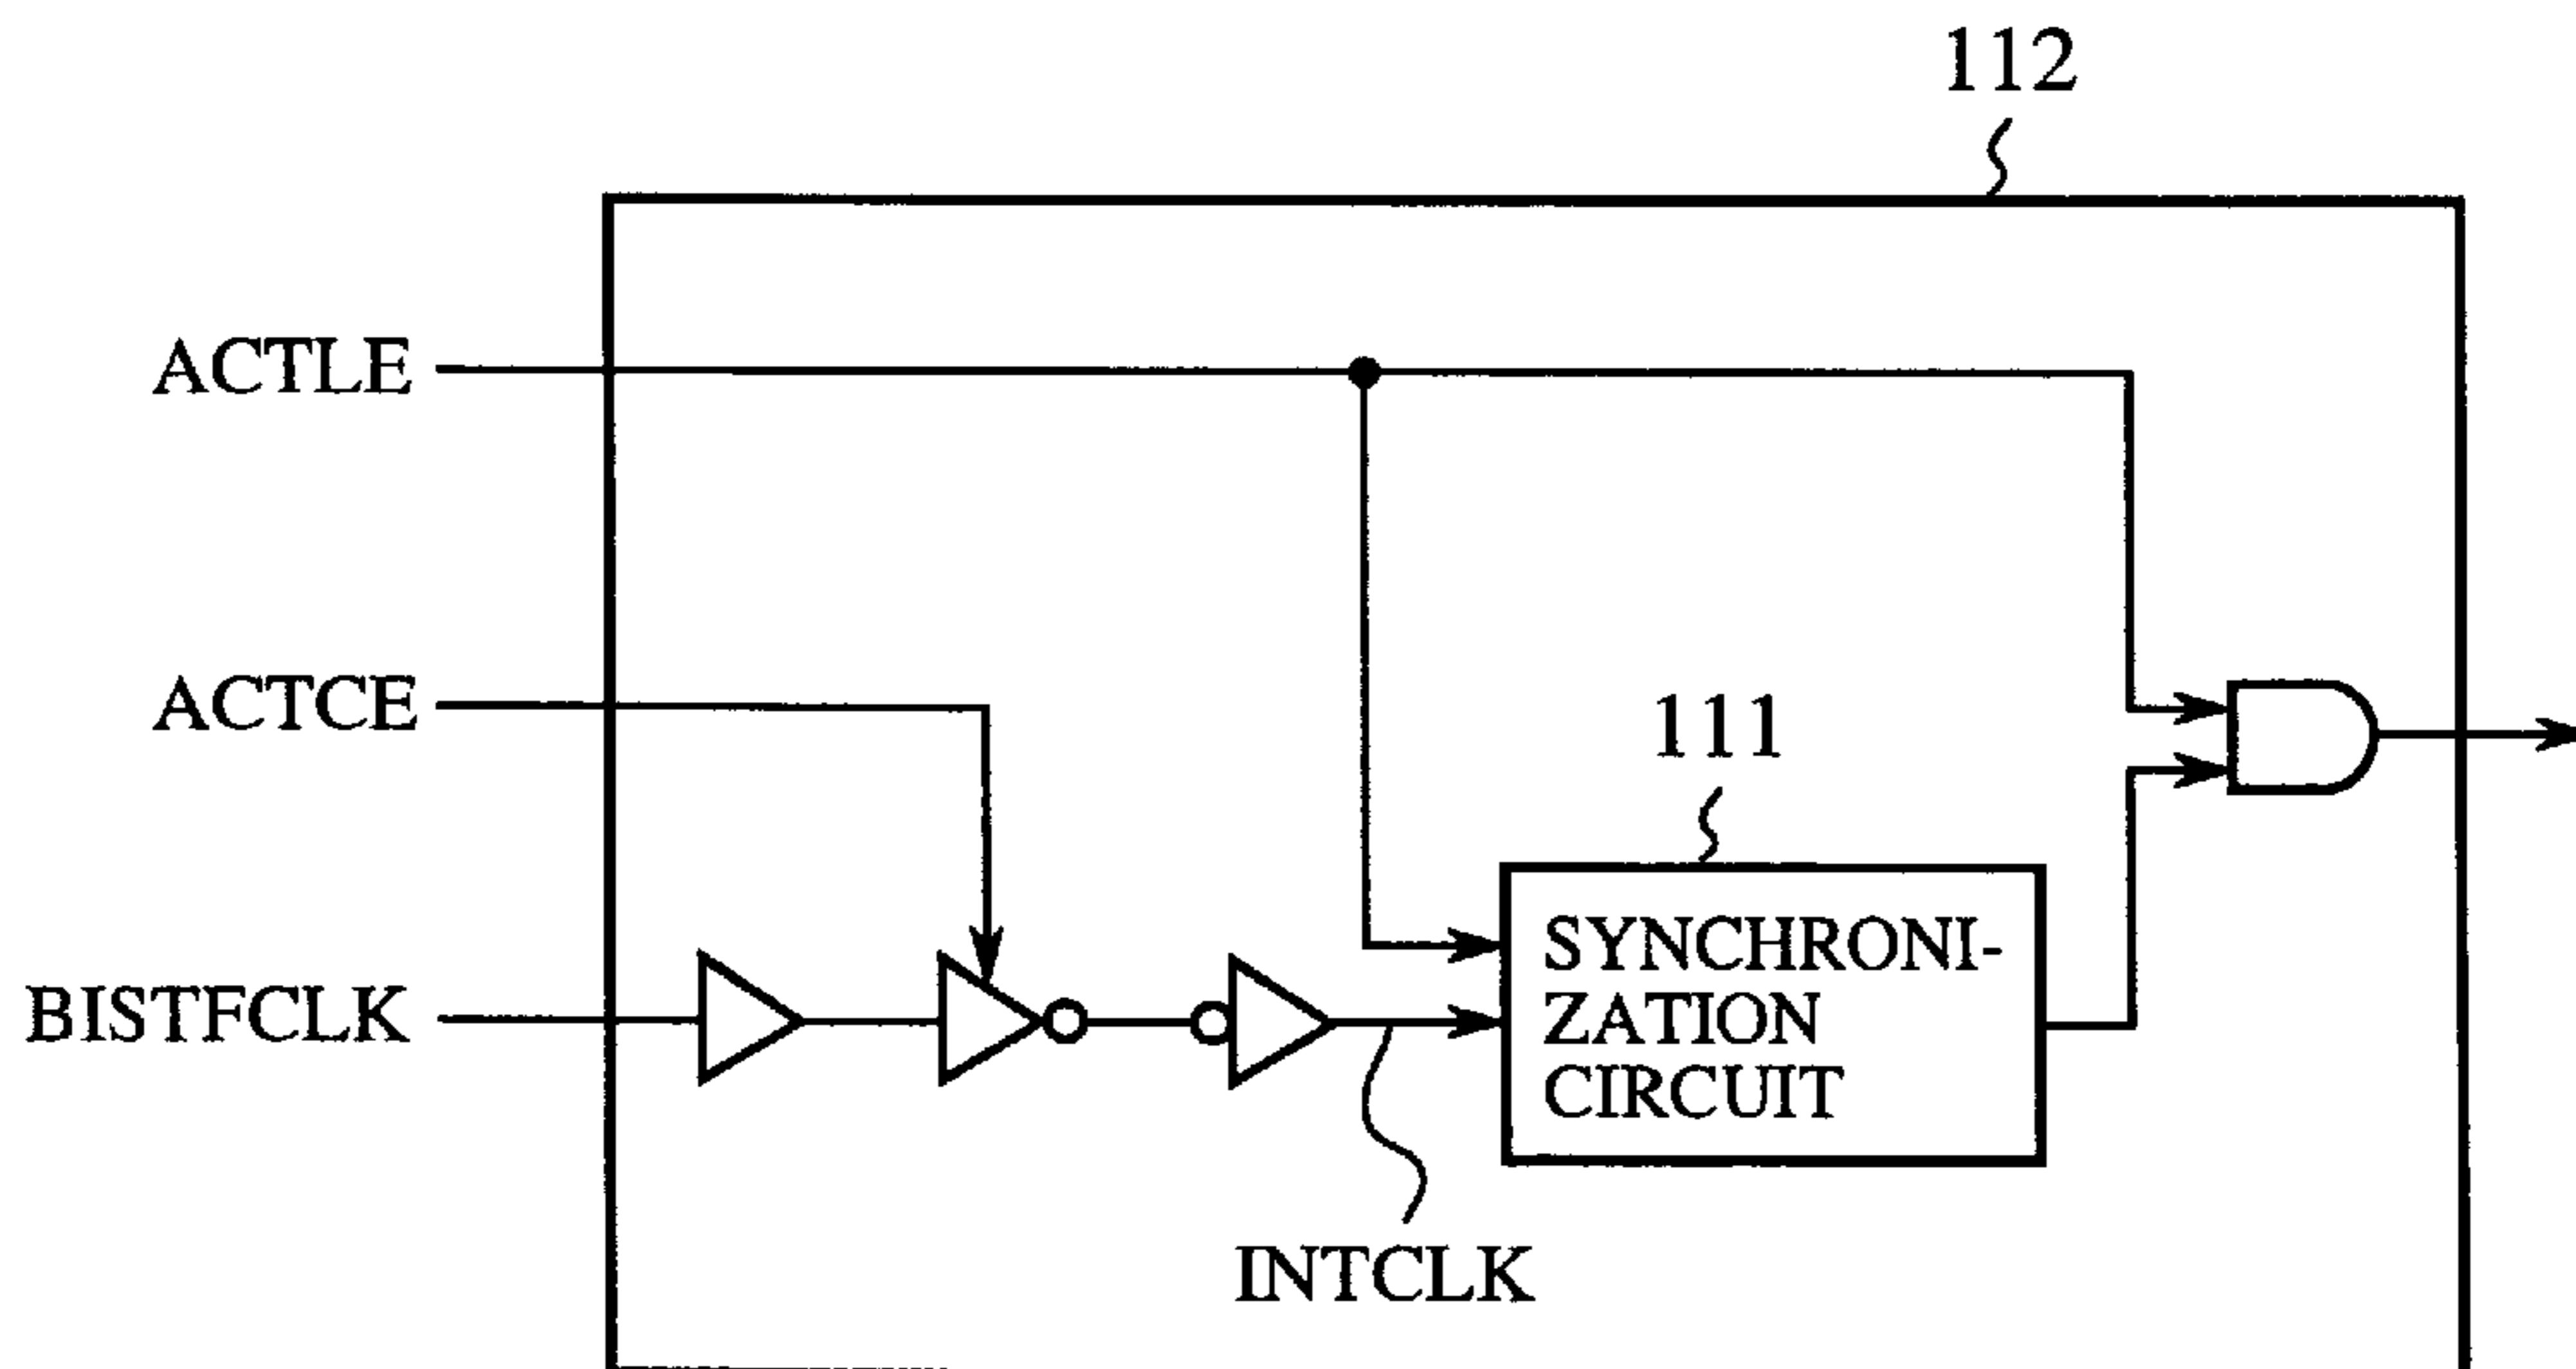 112
ACTLE
ACTCE
111
BISTFCLK
SYNCHRONI-
ZATION
CIRCUIT
INTCLK